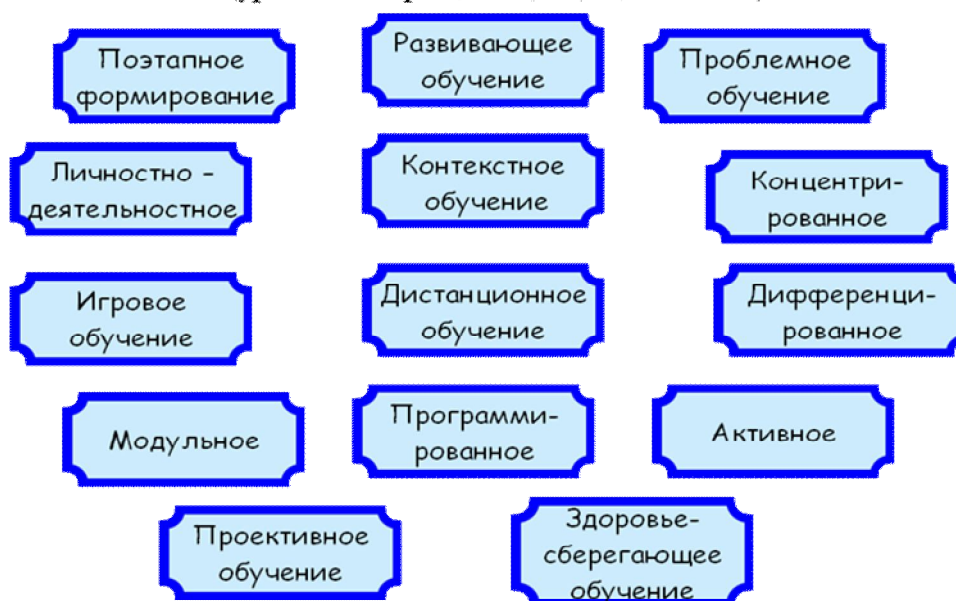 Поэтапное
формирование
Развивающее
обучение
Проблемное
обучение
Личностно -
деятельностное
Контекстное
обучение
Концентри-
рованное
Игровое
обучение
Дистанционное
обучение
Дифференци-
рованное
Модульное
Программи-
рованное
Активное
Проективное
обучение
Здоровье-
сберегающее
обучение